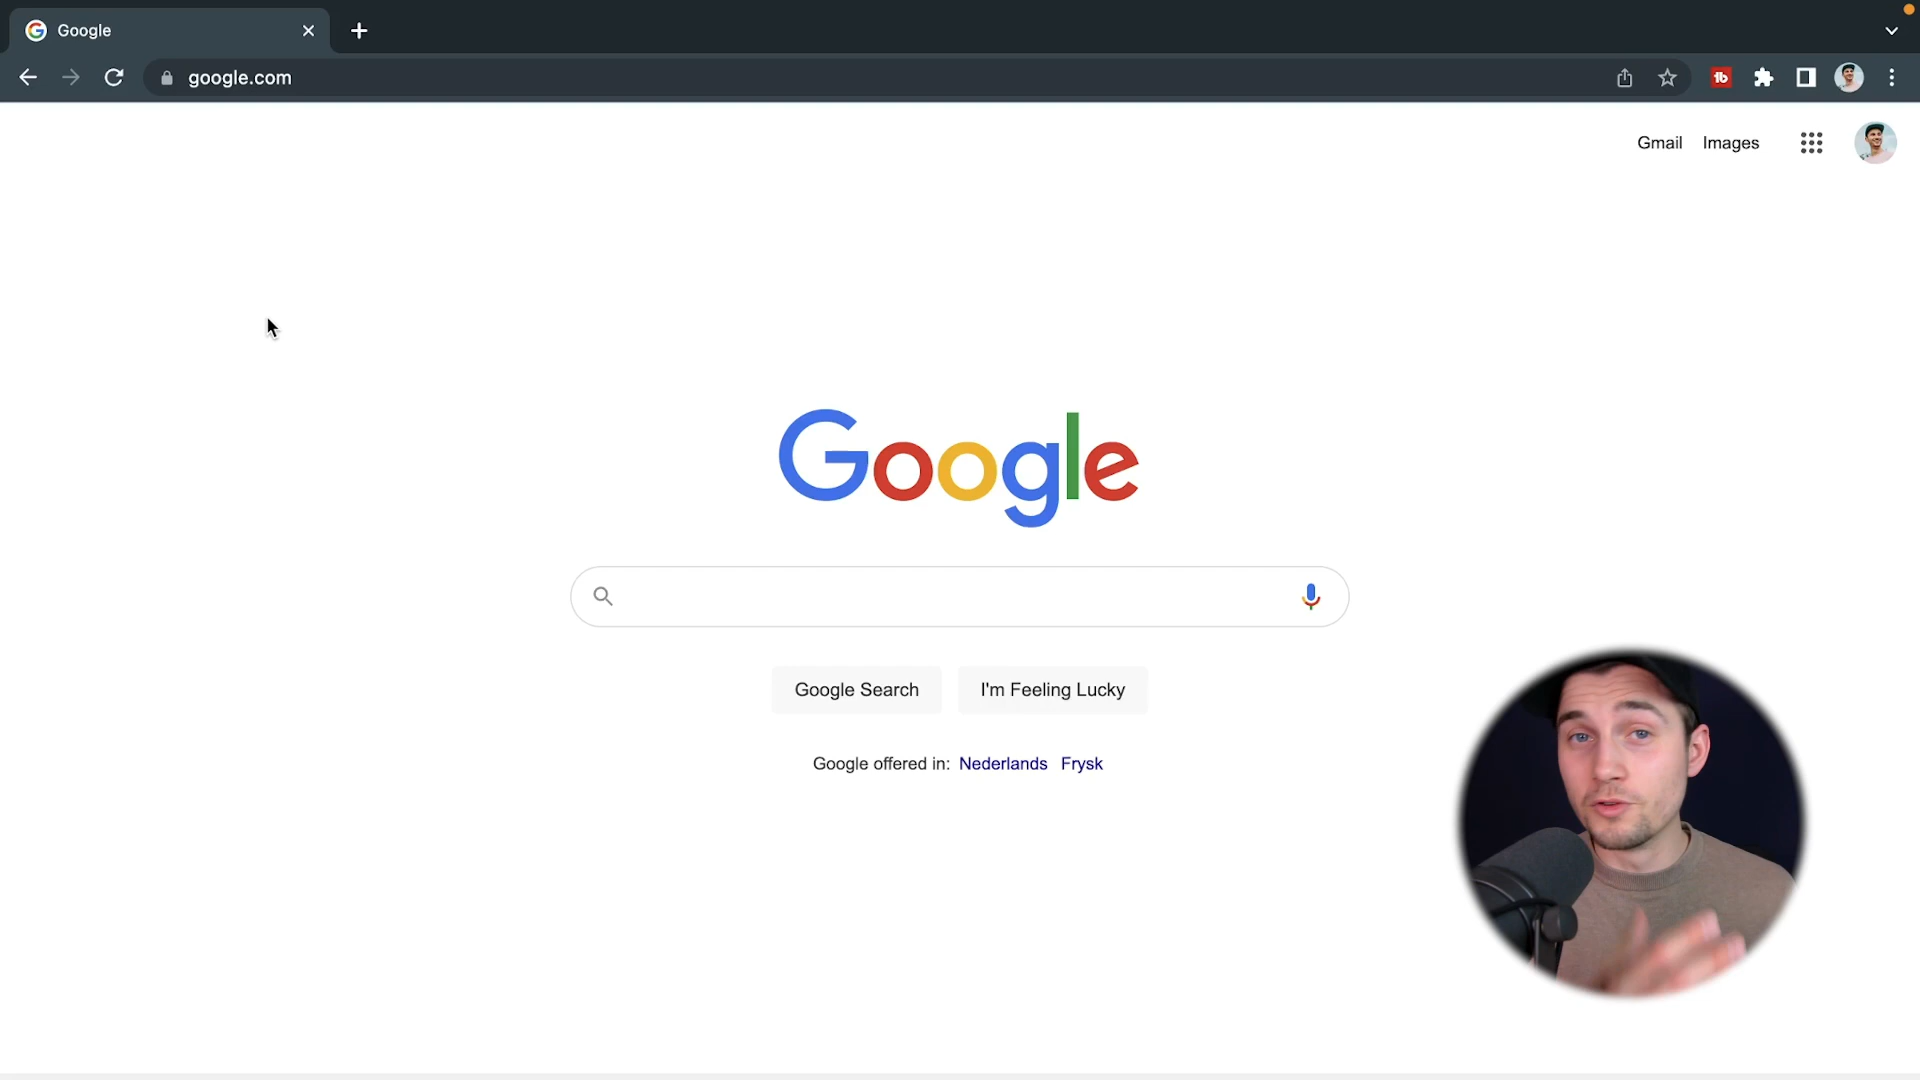 Google
google.com
Gmail Images
Google
Google Search I'm Feeling Lucky
Google offered in: Nederlands Frysk